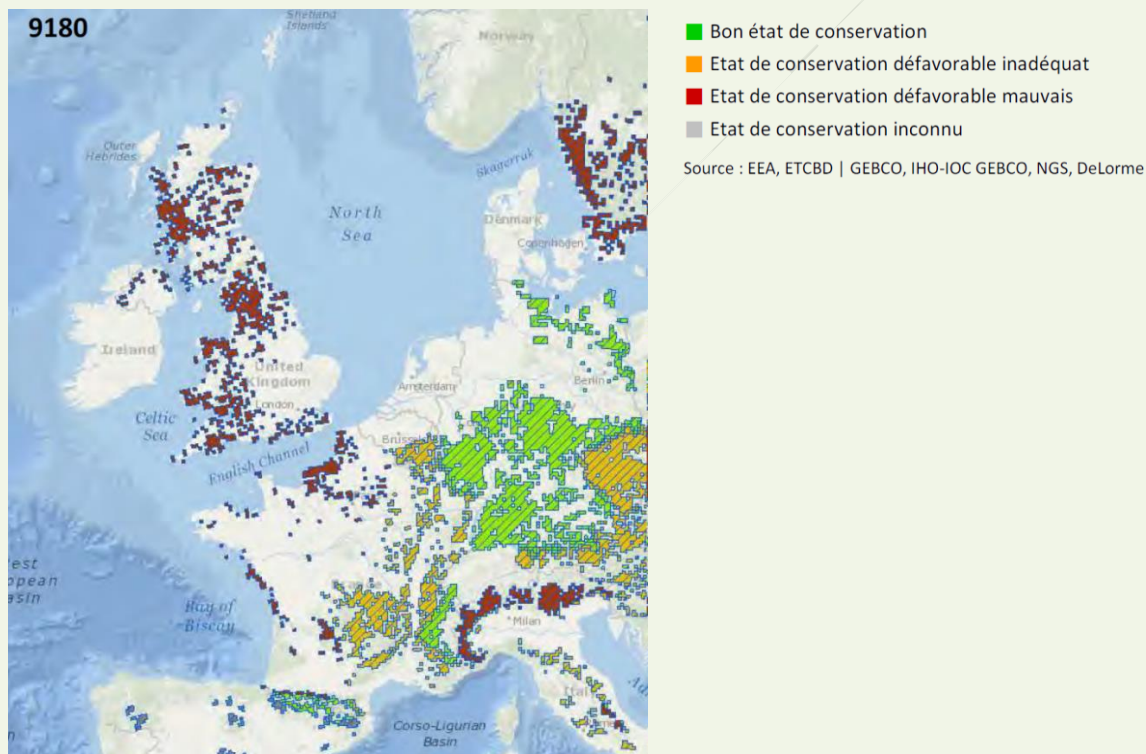 9180
Shetland
Islands
Norway
Outer
Hebrides
Skagerrak
North
Sea
Denmark
Copenhagen
Ireland
United
Kingdom
London
Amsterdam
Berlin
Celtic
Sea
Brussels
English Channel
Bay of
Biscay
Milan
Corso-Ligurian
Basin
Bon état de conservation
Etat de conservation défavorable inadéquat
Etat de conservation défavorable mauvais
Etat de conservation inconnu
Source : EEA, ETCBD | GEBCO, IHO-IOC GEBCO, NGS, DeLorme